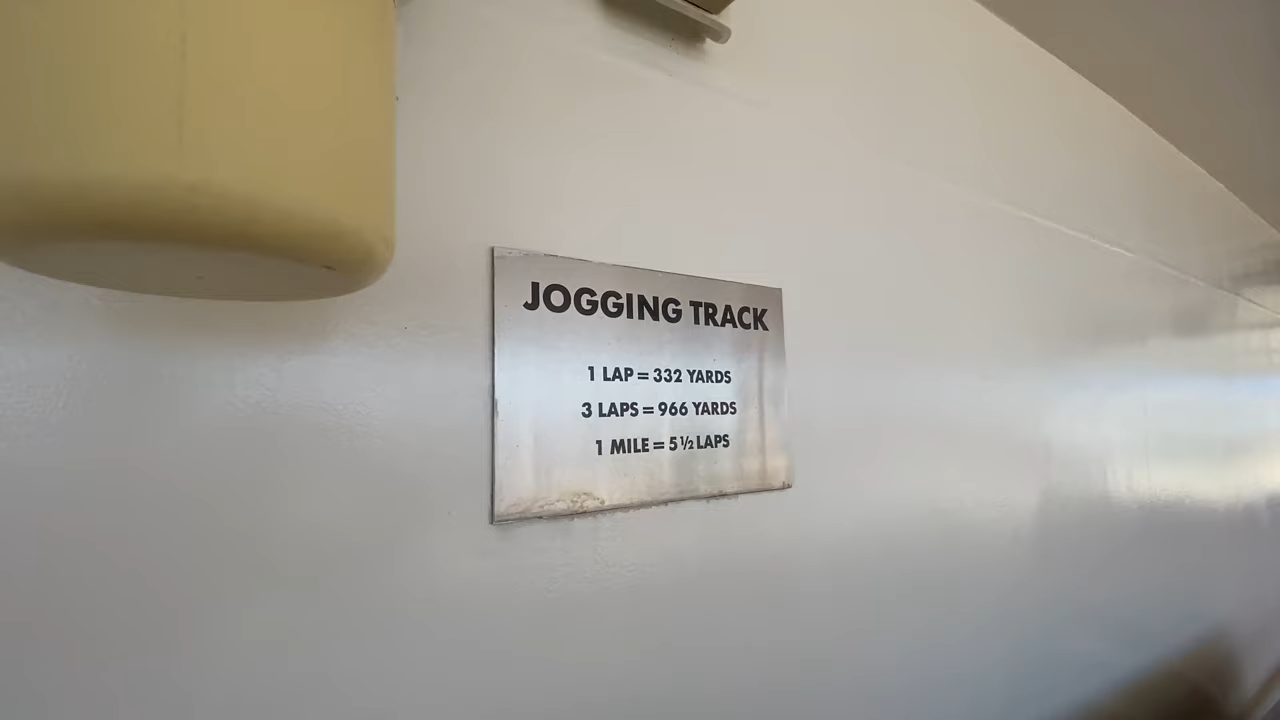 JOGGING TRACK
1 LAP = 332 YARDS
3 LAPS = 966 YARDS
1 MILE = 5 ½ LAPS